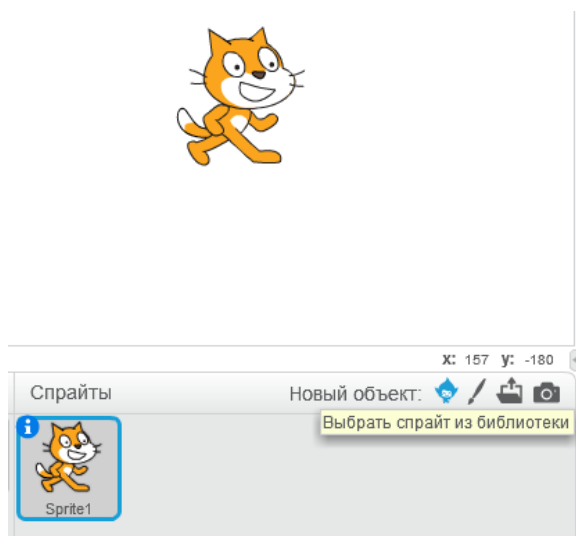 x: 157 y: -180
Спрайты
Новый объект:
Выбрать спрайт из библиотеки
i
Sprite1